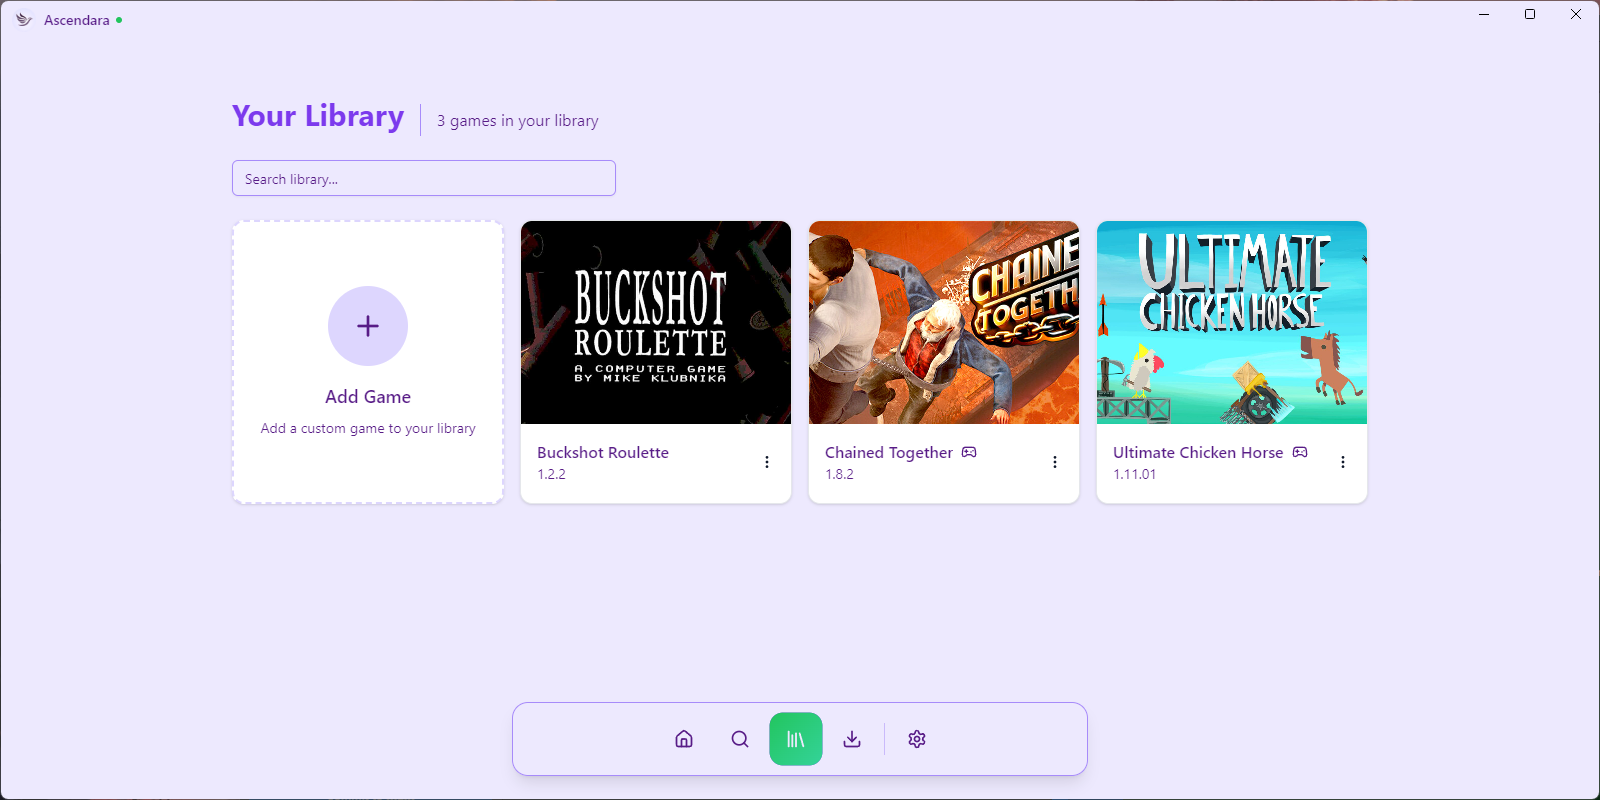 Ascendara
Your Library
3 games in your library
Search library...
Add Game
Add a custom game to your library
BUCKSHOT
ROULETTE
A COMPUTER GAME
BY MIKE KLUBNIKA
Buckshot Roulette
1.2.2
CHAINE
TOGETH
Chained Together
1.8.2
ULTIMATE
CHICKEN HORSE
Ultimate Chicken Horse
1.11.01